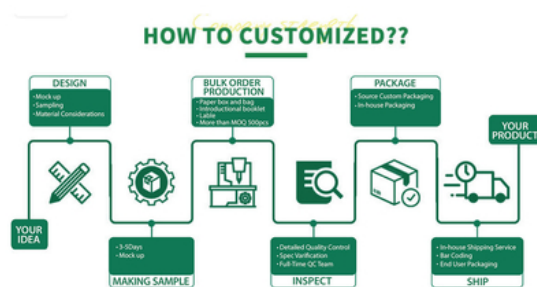 HOW TO CUSTOMIZED??
YOUR IDEA
DESIGN
•Mock up
•Sampling
•Material Considerations
•3-5Days
•Mock up
MAKING SAMPLE
BULK ORDER
PRODUCTION
•Paper box and bag
•Introductional booklet
•Lable
•More than MOQ 500pcs
•Detailed Quality Control
•Spec Varification
•Full-Time QC Team
INSPECT
PACKAGE
•Source Custom Packaging
•In-house Packaging
•In-house Shipping Service
•Bar Coding
•End User Packaging
SHIP
YOUR
PRODUCT